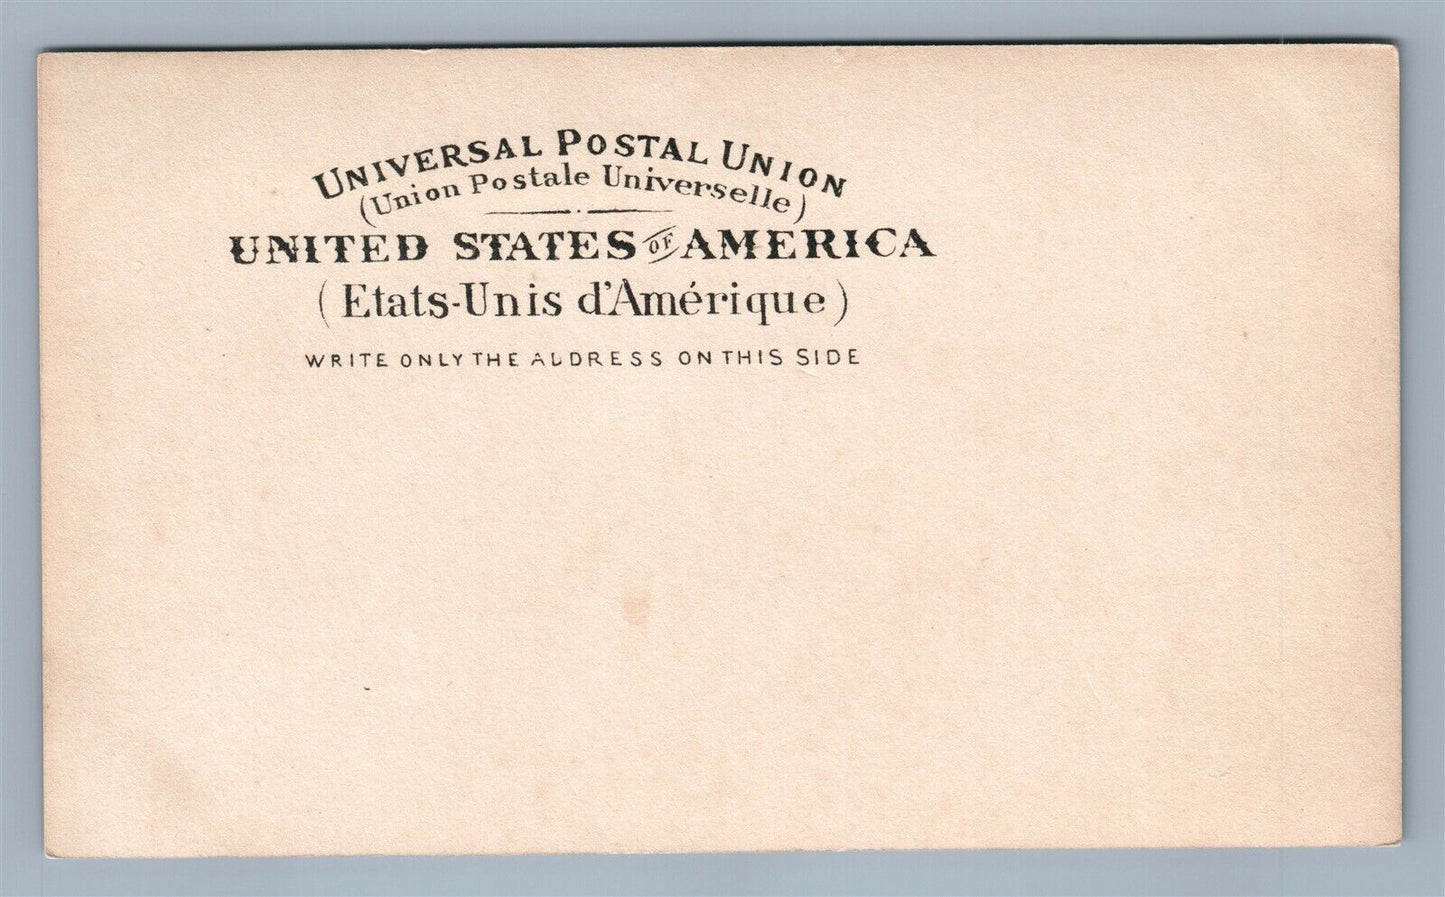 UNIVERSAL POSTAL UNION
(Union Postale Universelle)
UNITED STATES OF AMERICA
(Etats-Unis d'Amérique)
WRITE ONLY THE ADDRESS ON THIS SIDE